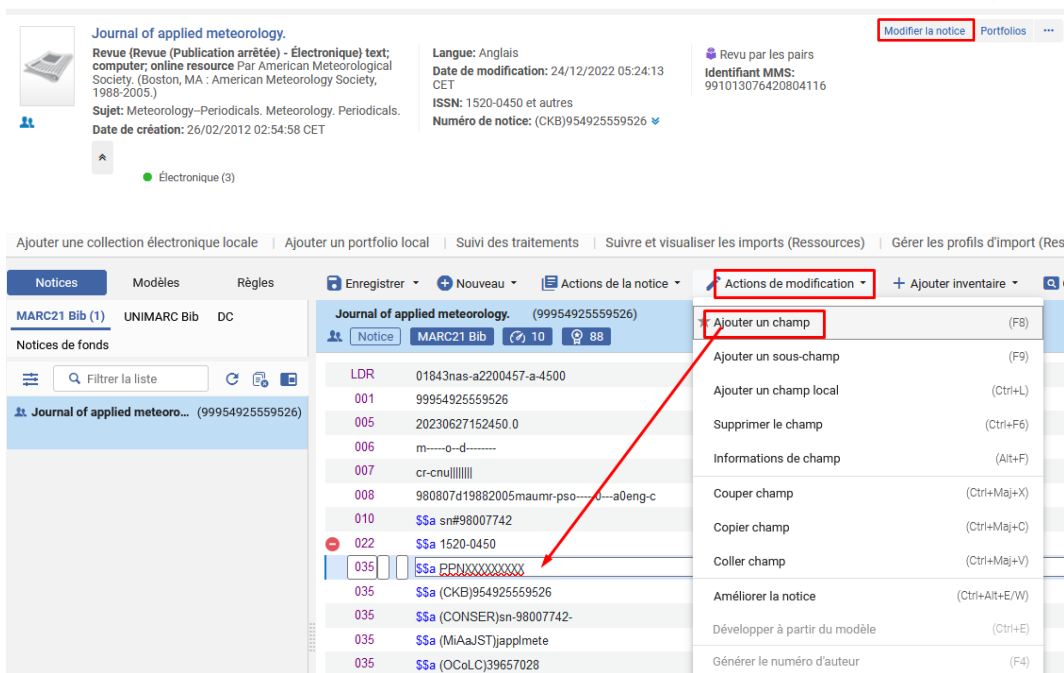 Journal of applied meteorology.
Revue {Revue (Publication arrêtée) - Électronique} text;
computer; online resource Par American Meteorological
Society. (Boston, MA : American Meteorology Society,
1988-2005.)
Sujet: Meteorology--Periodicals. Meteorology. Periodicals.
Date de création: 26/02/2012 02:54:58 CET
Langue: Anglais
Date de modification: 24/12/2022 05:24:13
CET
ISSN: 1520-0450 et autres
Numéro de notice: (CKB)954925559526
Revu par les pairs
Identifiant MMS:
991013076420804116
Modifier la notice Portfolios ...
Électronique (3)
Ajouter une collection électronique locale | Ajouter un portfolio local | Suivi des traitements | Suivre et visualiser les imports (Ressources) | Gérer les profils d'import (Res
Notices Modèles Règles
MARC21 Bib (1) UNIMARC Bib DC
Notices de fonds
Filtrer la liste
Journal of applied meteoro... (99954925559526)
Enregistrer Nouveau Actions de la notice Actions de modification Ajouter inventaire
Journal of applied meteorology. (99954925559526)
Notice MARC21 Bib 10 88
LDR 01843nas-a2200457-a-4500
001 99954925559526
005 20230627152450.0
006 m-----o--d--------
007 cr-cnu||||||||
008 980807d19882005maumr-pso-----0---a0eng-c
010 $$a sn#98007742
022 $$a 1520-0450
035 $$a PPNXXXXXXXXX
035 $$a (CKB)954925559526
035 $$a (CONSER)sn-98007742-
035 $$a (MiAaJST)japplmete
035 $$a (OCoLC)39657028
Ajouter un champ (F8)
Ajouter un sous-champ (F9)
Ajouter un champ local (Ctrl+L)
Supprimer le champ (Ctrl+F6)
Informations de champ (Alt+F)
Couper champ (Ctrl+Maj+X)
Copier champ (Ctrl+Maj+C)
Coller champ (Ctrl+Maj+V)
Améliorer la notice (Ctrl+Alt+E/W)
Développer à partir du modèle (Ctrl+E)
Générer le numéro d'auteur (F4)